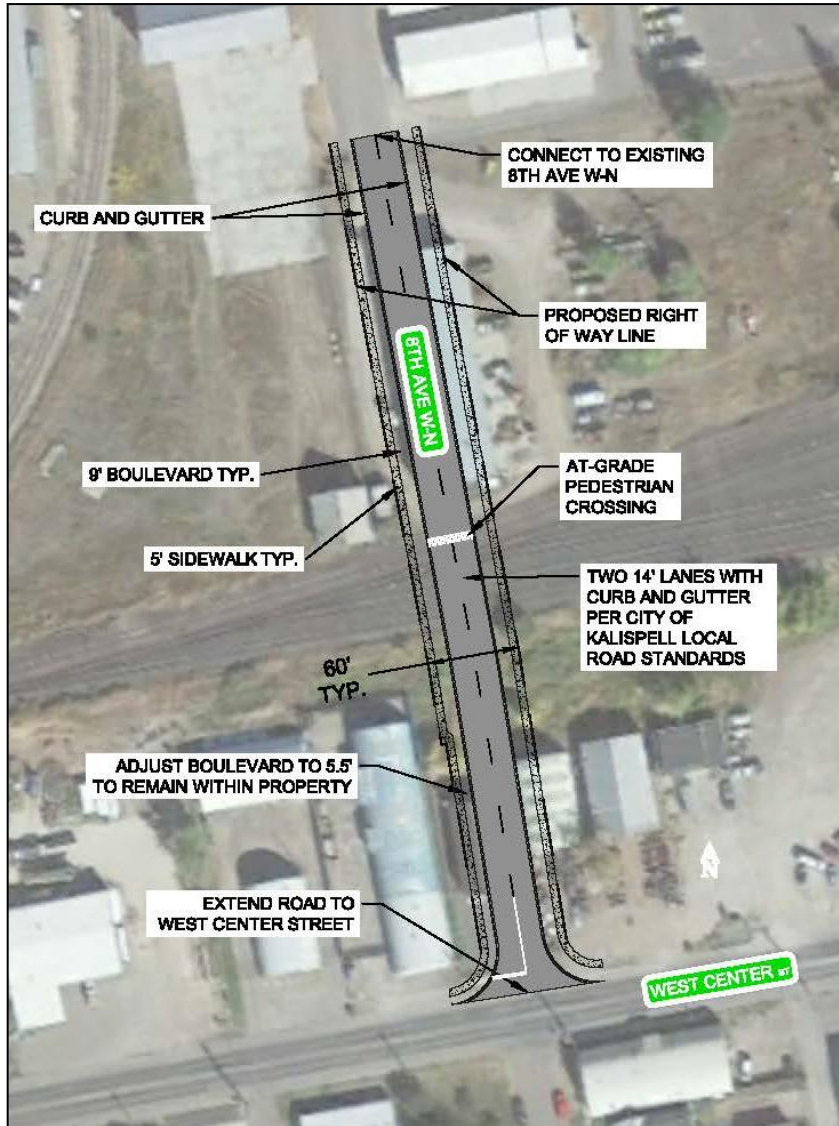 CONNECT TO EXISTING
8TH AVE W-N
CURB AND GUTTER
PROPOSED RIGHT
OF WAY LINE
8TH AVE W-N
9' BOULEVARD TYP.
AT-GRADE
PEDESTRIAN
CROSSING
5' SIDEWALK TYP.
TWO 14' LANES WITH
CURB AND GUTTER
PER CITY OF
KALISPELL LOCAL
ROAD STANDARDS
60'
TYP.
ADJUST BOULEVARD TO 5.5'
TO REMAIN WITHIN PROPERTY
N
EXTEND ROAD TO
WEST CENTER STREET
WEST CENTER ST